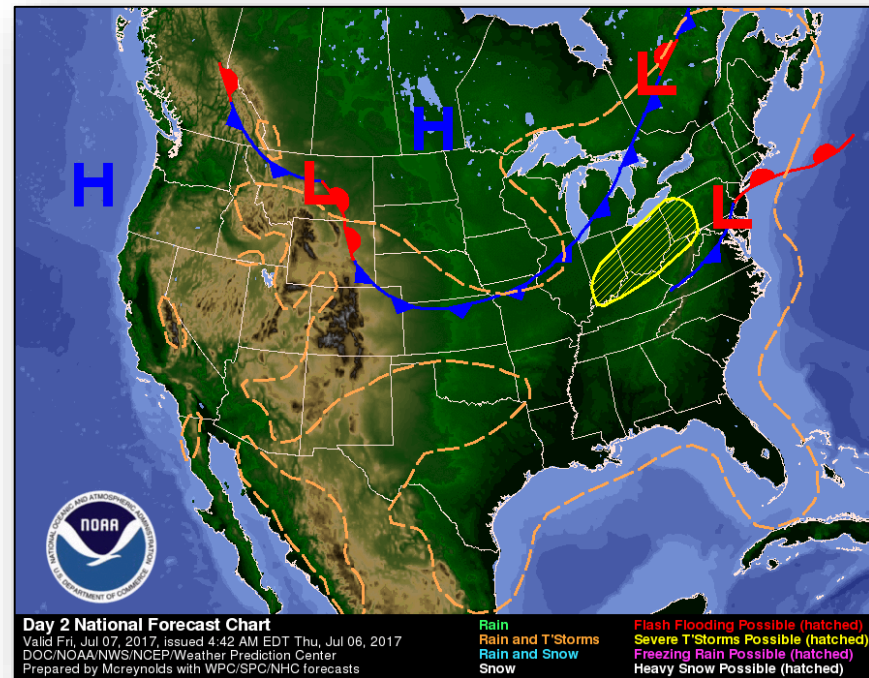 H
H
L
L
L
NATIONAL OCEANIC AND ATMOSPHERIC ADMINISTRATION
NOAA
U.S. DEPARTMENT OF COMMERCE
Day 2 National Forecast Chart
Valid Fri, Jul 07, 2017, issued 4:42 AM EDT Thu, Jul 06, 2017
DOC/NOAA/NWS/NCEP/Weather Prediction Center
Prepared by Mcreynolds with WPC/SPC/NHC forecasts
Rain
Rain and T'Storms
Rain and Snow
Snow
Flash Flooding Possible (hatched)
Severe T'Storms Possible (hatched)
Freezing Rain Possible (hatched)
Heavy Snow Possible (hatched)